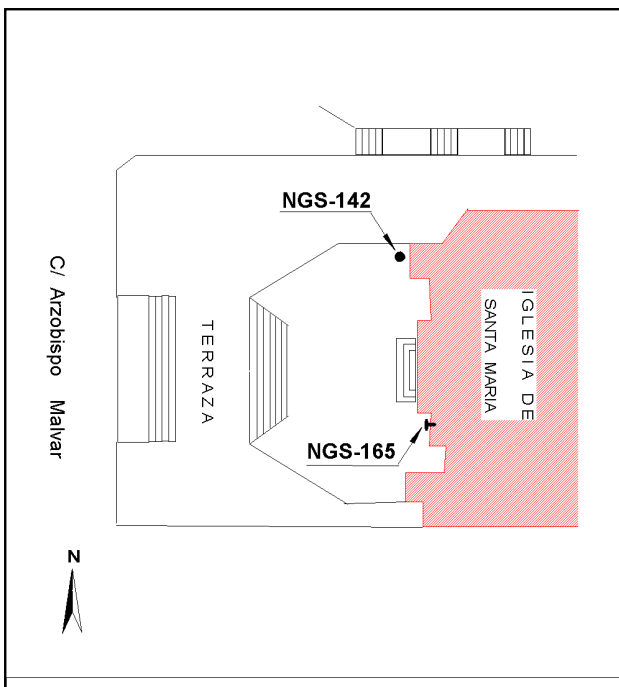 NGS-142
C/ Arzobispo Malvar
TERRAZA
IGLESIA DE
SANTA MARIA
NGS-165
N